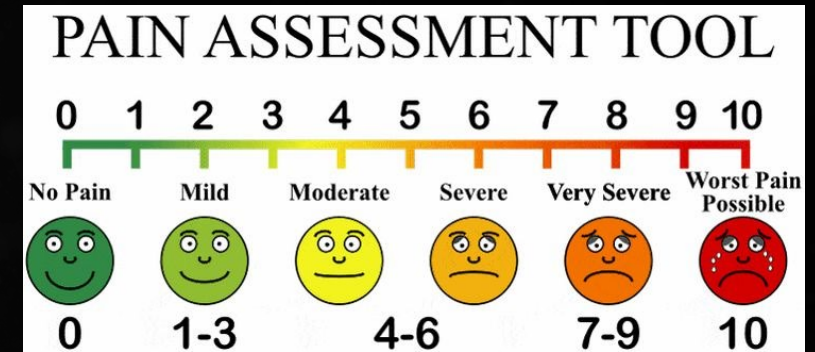 PAIN ASSESSMENT TOOL
0 1 2 3 4 5 6 7 8 9 10
No Pain Mild Moderate Severe Very Severe Worst Pain Possible
0 1-3 4-6 7-9 10